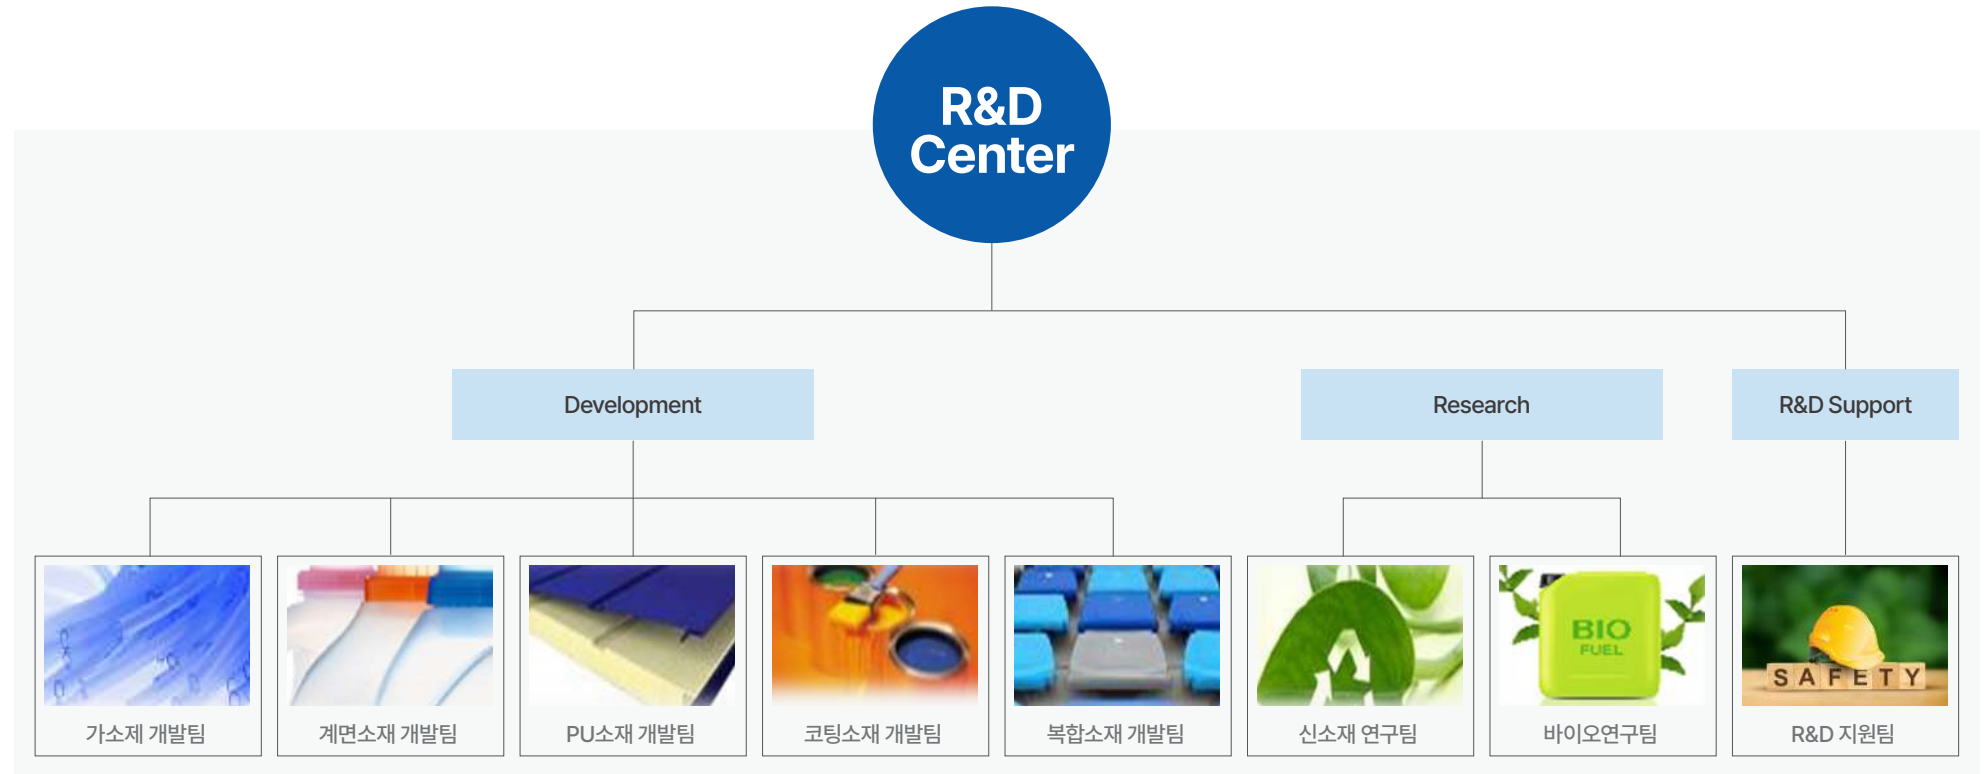 R&D
Center
Development
Research
R&D Support
BIO
FUEL
SAFETY
가소제 개발팀
계면소재 개발팀
PU소재 개발팀
코팅소재 개발팀
복합소재 개발팀
신소재 연구팀
바이오연구팀
R&D 지원팀